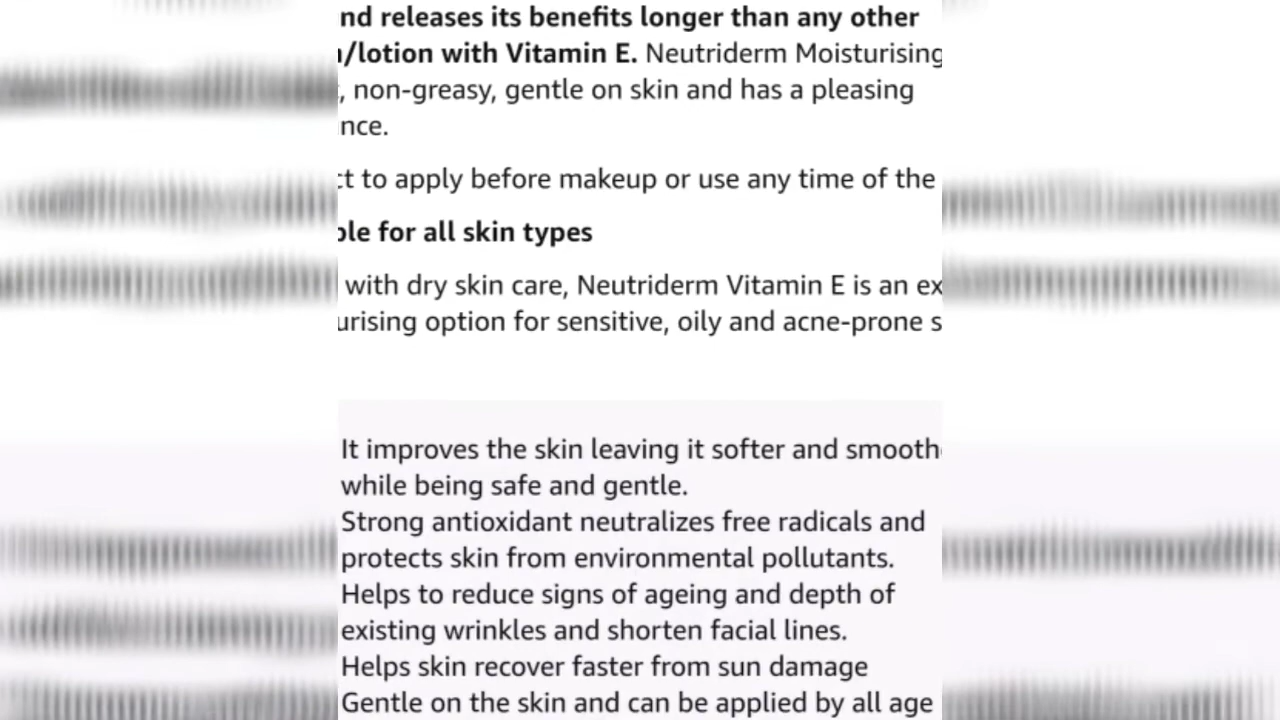 nd releases its benefits longer than any other
/lotion with Vitamin E. Neutriderm Moisturising
, non-greasy, gentle on skin and has a pleasing
nce.
ct to apply before makeup or use any time of the
ble for all skin types
with dry skin care, Neutriderm Vitamin E is an ex
urising option for sensitive, oily and acne-prone s
It improves the skin leaving it softer and smooth
while being safe and gentle.
Strong antioxidant neutralizes free radicals and
protects skin from environmental pollutants.
Helps to reduce signs of ageing and depth of
existing wrinkles and shorten facial lines.
Helps skin recover faster from sun damage
Gentle on the skin and can be applied by all age